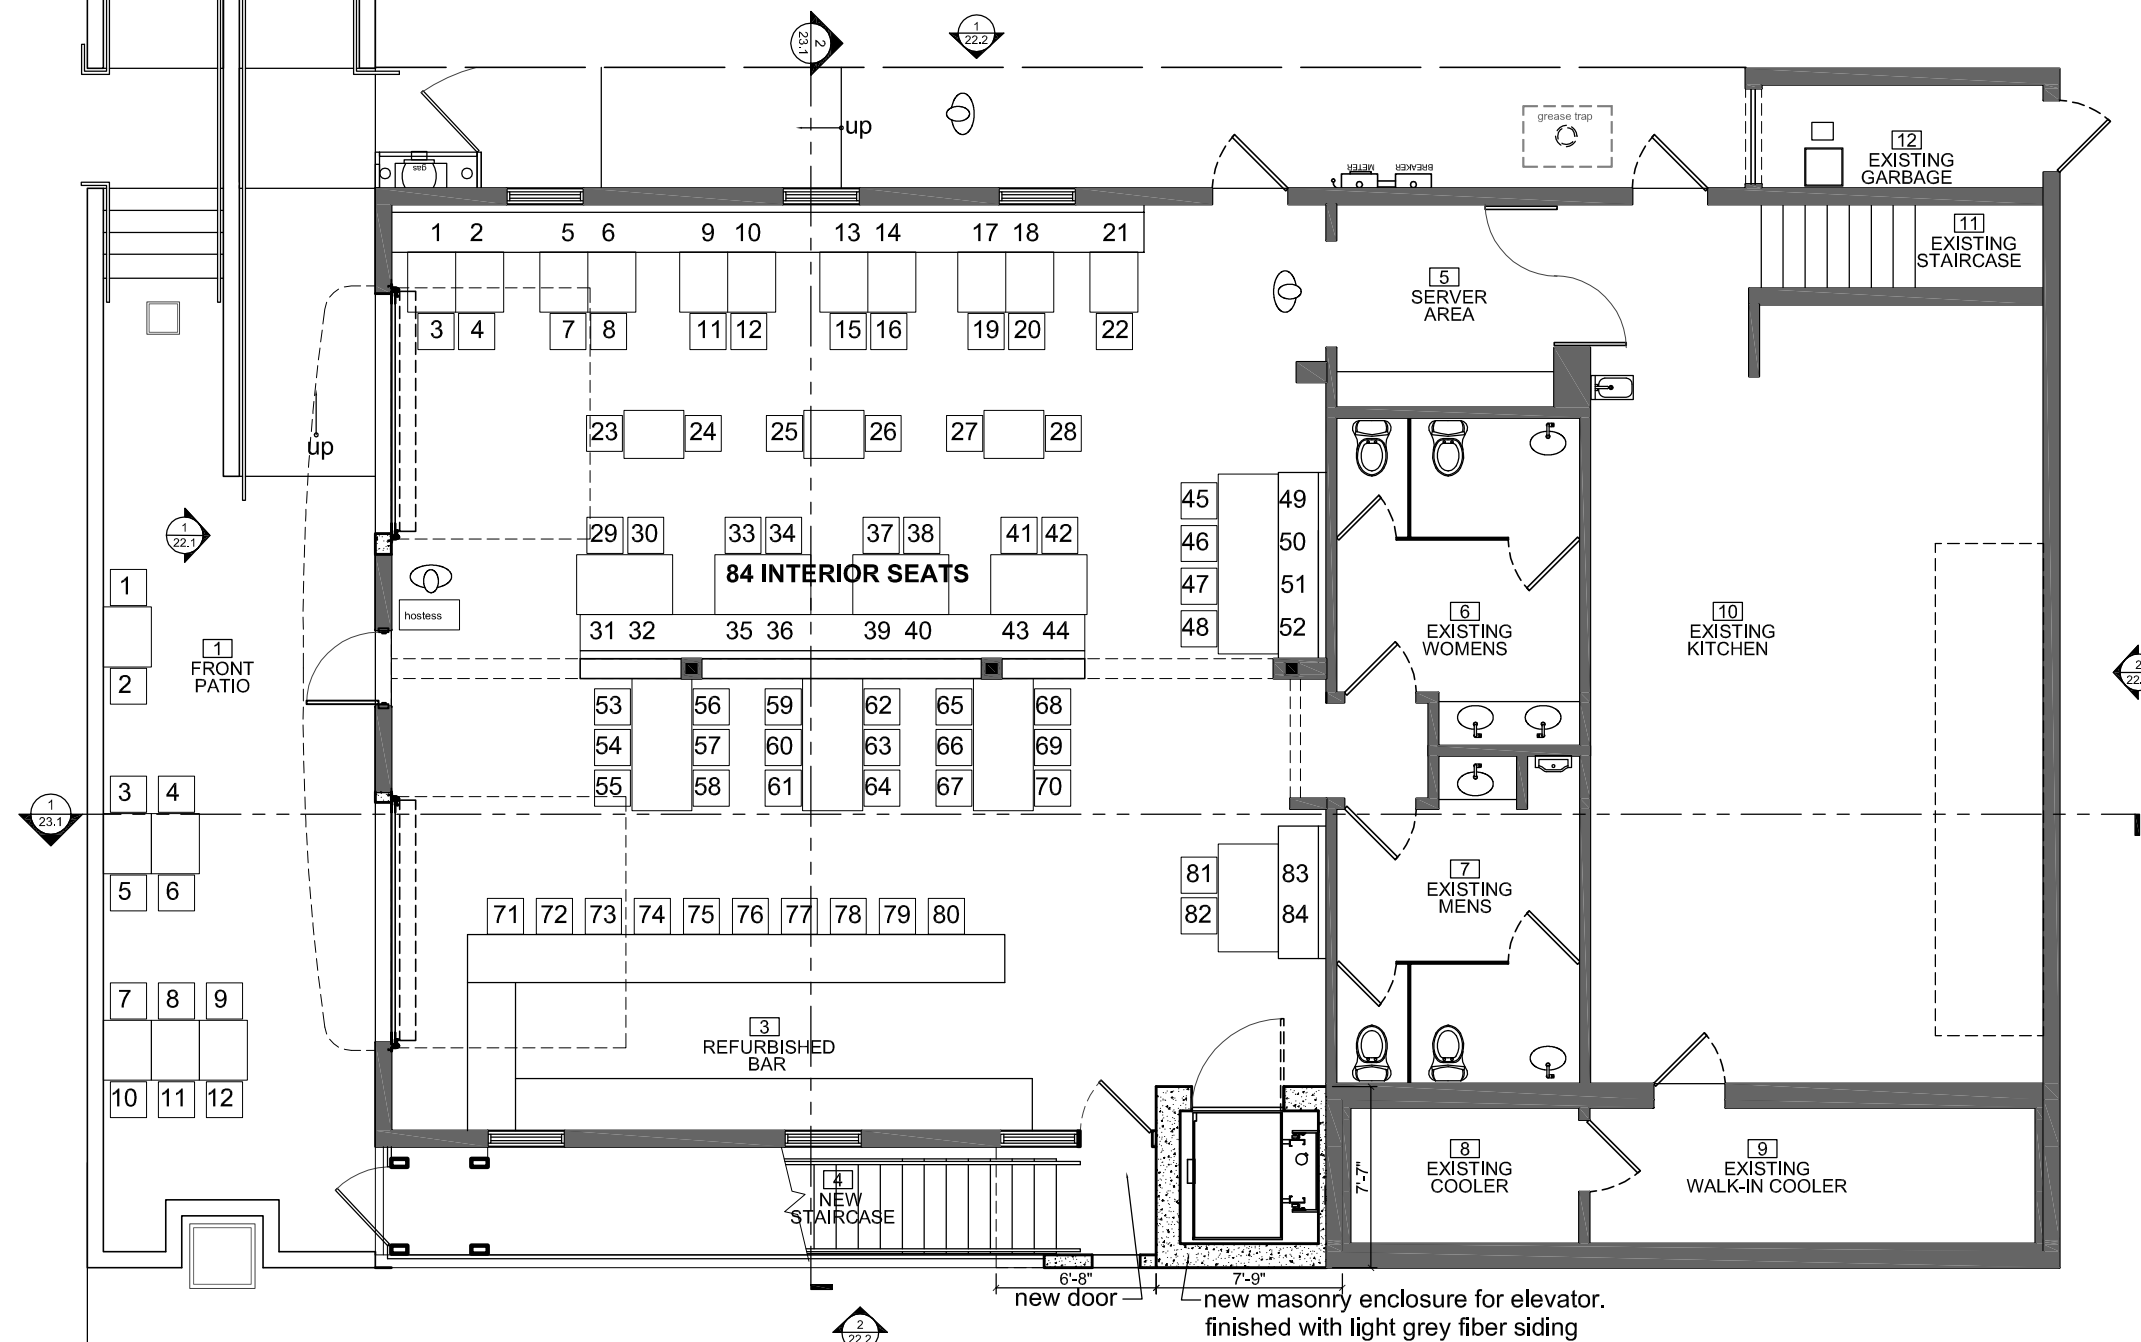 2
23.1
1
22.2
up
grease trap
12
EXISTING
GARBAGE
gas
METER
BREAKER
1 2 5 6 9 10 13 14 17 18 21
11
EXISTING
STAIRCASE
5
SERVER
AREA
3 4 7 8 11 12 15 16 19 20 22
up
23 24 25 26 27 28
45 49
1
22.1
29 30 33 34 37 38 41 42
46 50
84 INTERIOR SEATS
1
47 51
hostess
6
EXISTING
WOMENS
10
EXISTING
KITCHEN
31 32 35 36 39 40 43 44
48 52
1
FRONT
PATIO
2
2
22.
53 56 59 62 65 68
54 57 60 63 66 69
55 58 61 64 67 70
3 4
1
23.1
81 83
7
EXISTING
MENS
5 6
71 72 73 74 75 76 77 78 79 80
82 84
7 8 9
3
REFURBISHED
BAR
10 11 12
8
EXISTING
COOLER
9
EXISTING
WALK-IN COOLER
4
NEW
STAIRCASE
7'-7"
6'-8"
7'-9"
new door
new masonry enclosure for elevator.
finished with light grey fiber siding
2
22.2